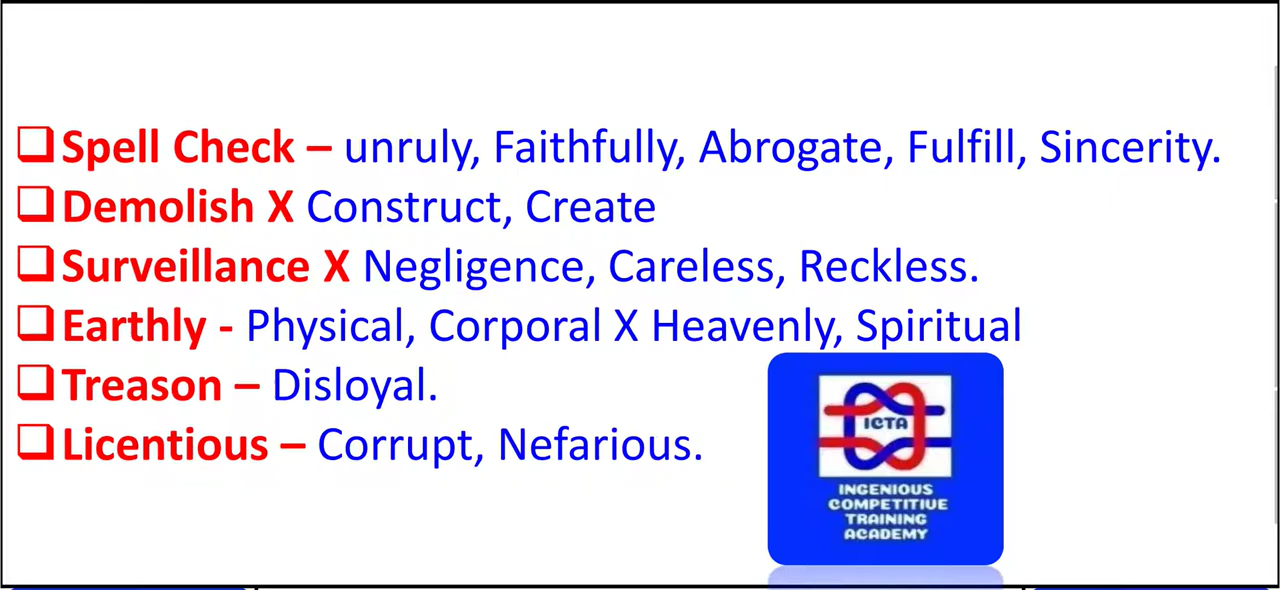 Spell Check – unruly, Faithfully, Abrogate, Fulfill, Sincerity.
Demolish X Construct, Create
Surveillance X Negligence, Careless, Reckless.
Earthly - Physical, Corporal X Heavenly, Spiritual
Treason – Disloyal.
Licentious – Corrupt, Nefarious.
ICTA
INGENIOUS
COMPETITIVE
TRAINING
ACADEMY